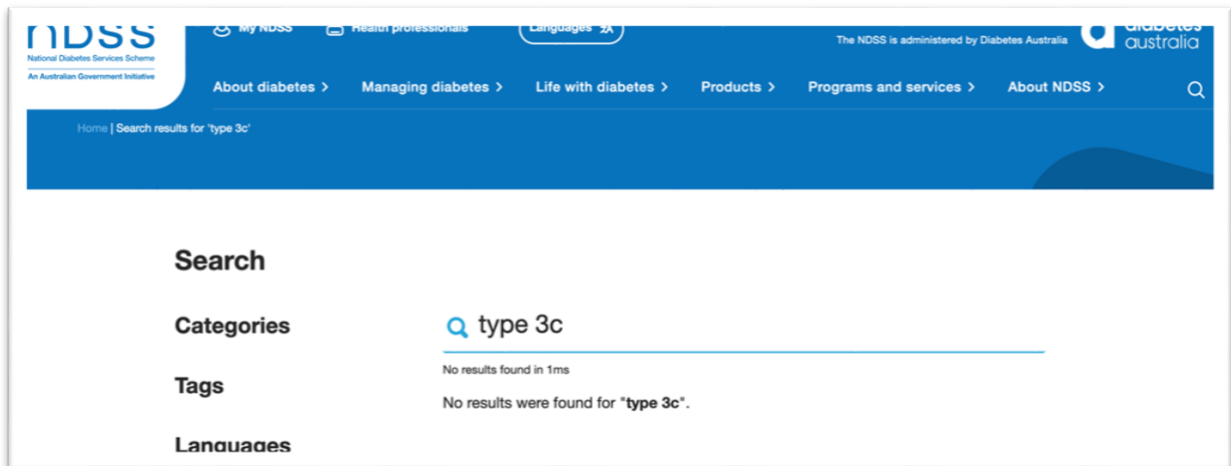 ndss
National Diabetes Services Scheme
An Australian Government Initiative
My NDSS
Health professionals
Languages
The NDSS is administered by Diabetes Australia
diabetes
australia
About diabetes >
Managing diabetes >
Life with diabetes >
Products >
Programs and services >
About NDSS >
Home | Search results for 'type 3c'
Search
Categories
type 3c
No results found in 1ms
Tags
No results were found for "type 3c".
Languages